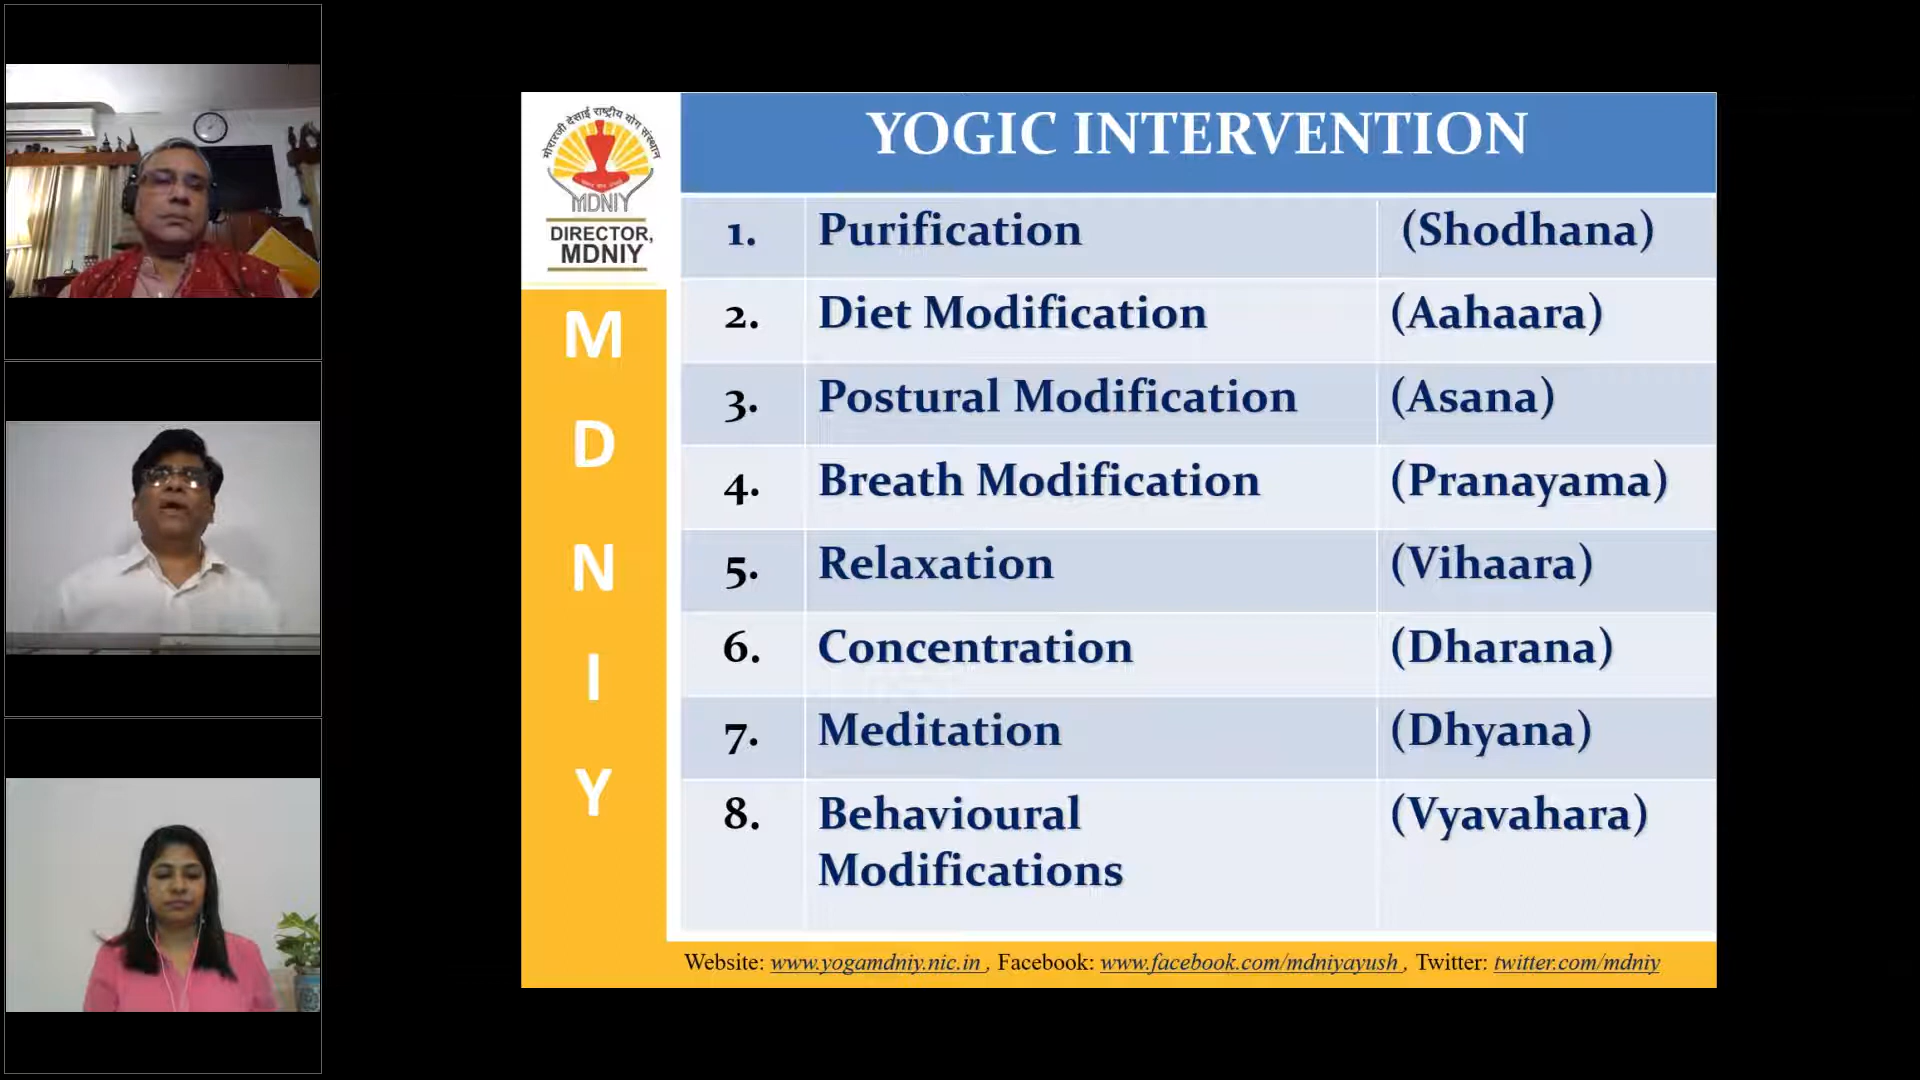 मोरारजी देसाई राष्ट्रीय योग संस्थान
MDNIY
DIRECTOR,
MDNIY
M
D
N
I
Y
YOGIC INTERVENTION
1. Purification (Shodhana)
2. Diet Modification (Aahaara)
3. Postural Modification (Asana)
4. Breath Modification (Pranayama)
5. Relaxation (Vihaara)
6. Concentration (Dharana)
7. Meditation (Dhyana)
8. Behavioural (Vyavahara)
Modifications
Website: www.yogamdniy.nic.in , Facebook: www.facebook.com/mdniyayush , Twitter: twitter.com/mdniy